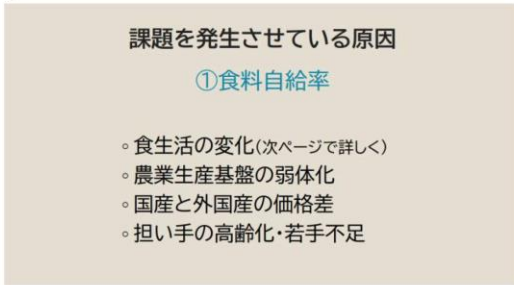 課題を発生させている原因
①食料自給率
◦食生活の変化(次ページで詳しく)
◦農業生産基盤の弱体化
◦国産と外国産の価格差
◦担い手の高齢化・若手不足